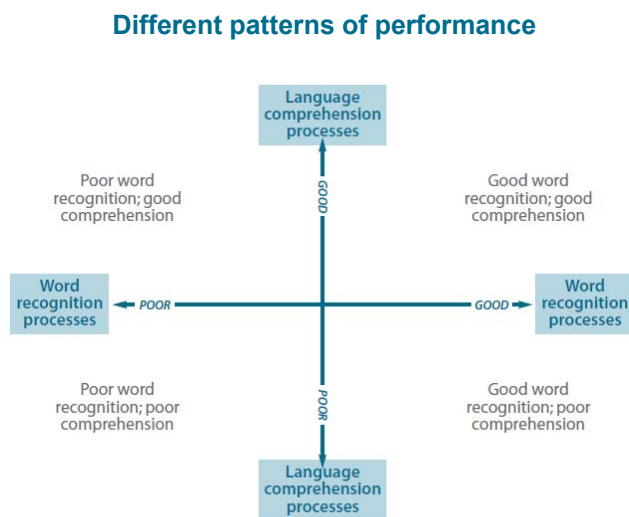 Different patterns of performance
Language
comprehension
processes
Poor word
recognition; good
comprehension
GOOD
Good word
recognition; good
comprehension
Word
recognition
processes
POOR
GOOD
Word
recognition
processes
Poor word
recognition; poor
comprehension
POOR
Good word
recognition; poor
comprehension
Language
comprehension
processes